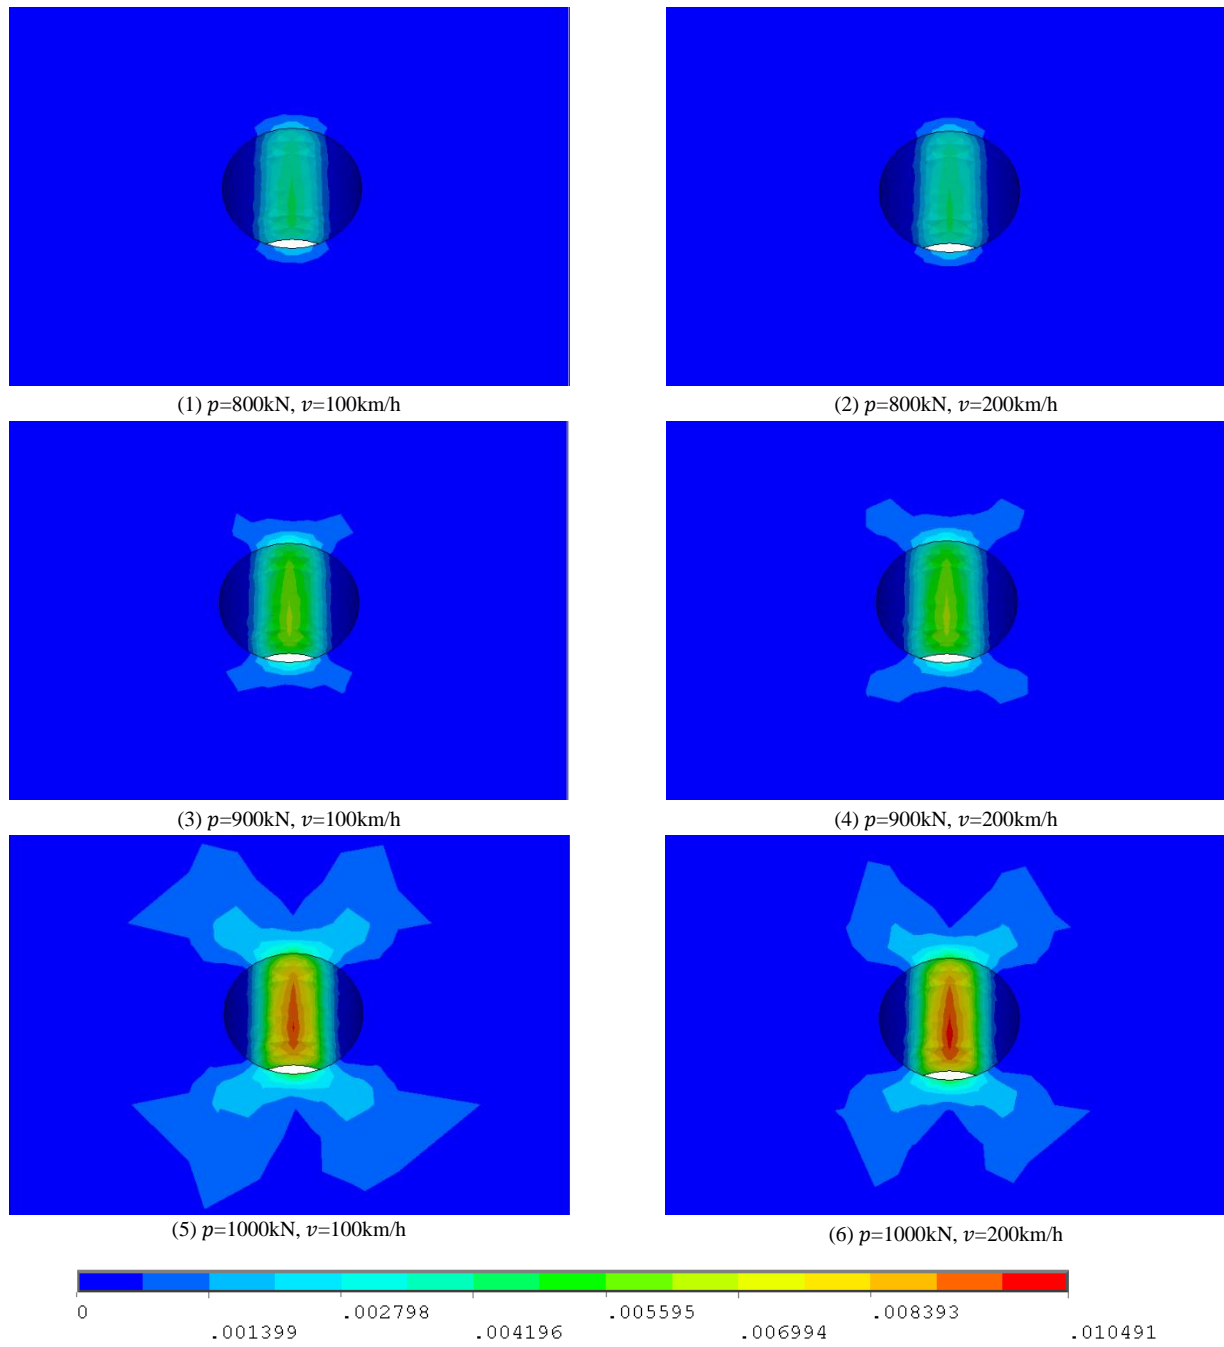 (1) p=800kN, v=100km/h
(2) p=800kN, v=200km/h
(3) p=900kN, v=100km/h
(4) p=900kN, v=200km/h
(5) p=1000kN, v=100km/h
(6) p=1000kN, v=200km/h
0 .002798 .005595 .008393
.001399 .004196 .006994 .010491